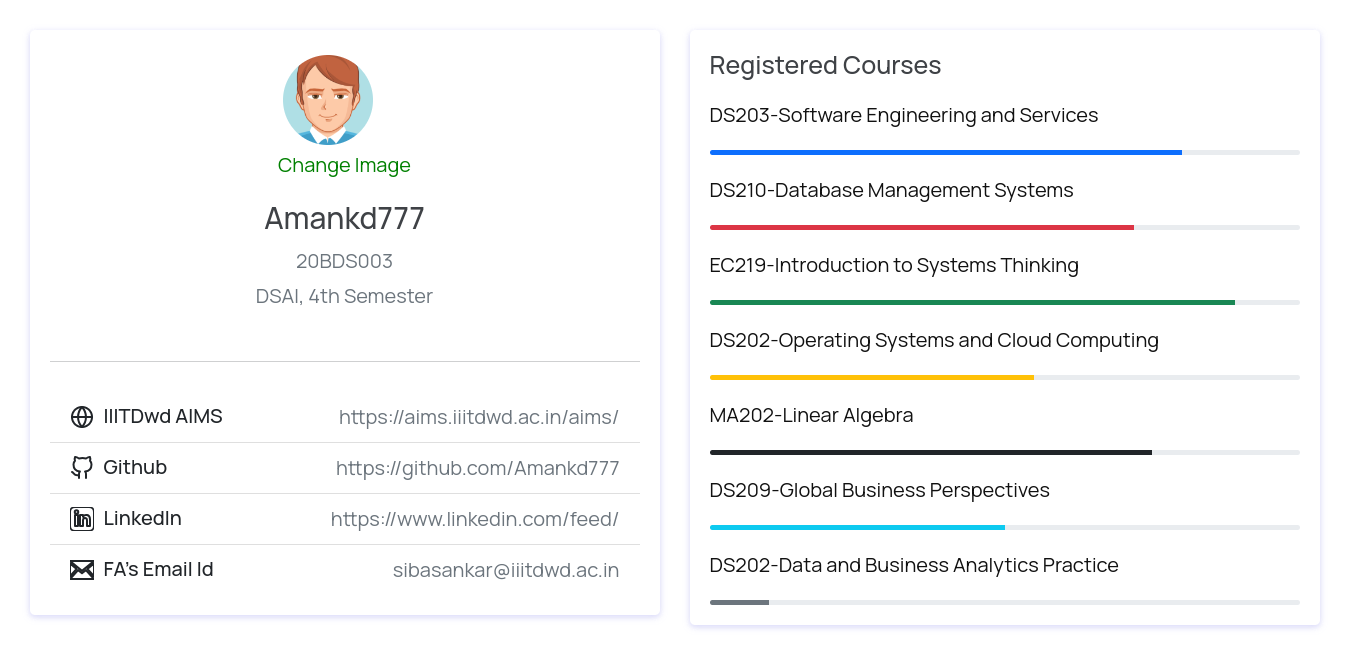 Change Image
Amankd777
20BDS003
DSAI, 4th Semester
IIITDwd AIMS https://aims.iiitdwd.ac.in/aims/
Github https://github.com/Amankd777
LinkedIn https://www.linkedin.com/feed/
FA's Email Id sibasankar@iiitdwd.ac.in
Registered Courses
DS203-Software Engineering and Services
DS210-Database Management Systems
EC219-Introduction to Systems Thinking
DS202-Operating Systems and Cloud Computing
MA202-Linear Algebra
DS209-Global Business Perspectives
DS202-Data and Business Analytics Practice